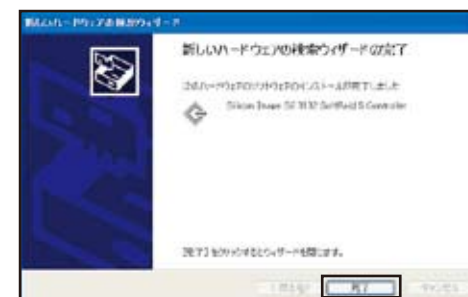 新しいハードウェアの検索ウィザード
新しいハードウェアの検索ウィザードの完了
次のハードウェアのソフトウェアのインストールが完了しました
Silicon Image SiI 3132 SoftRaid 5 Controller
[完了] をクリックするとウィザードを閉じます。
< 戻る(B)
完了
キャンセル